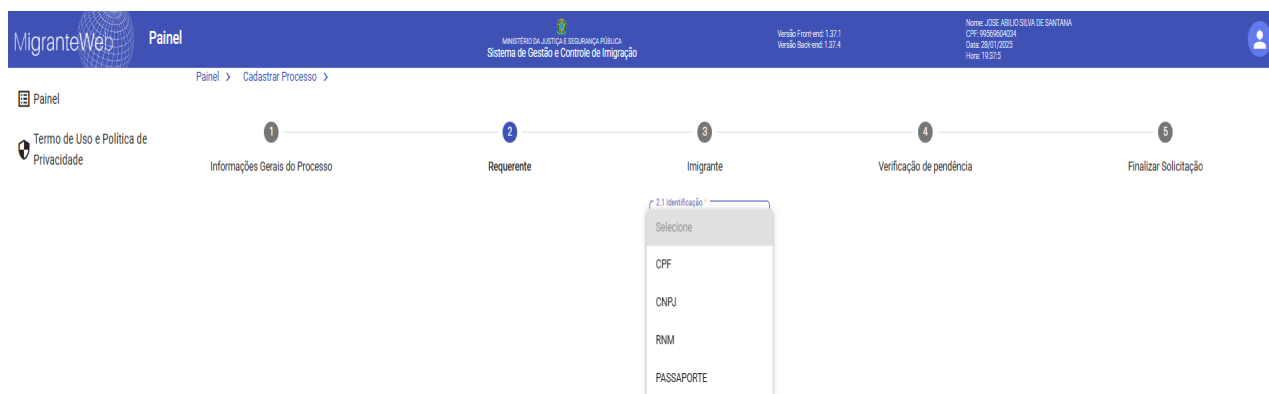 MigranteWeb
Painel
MINISTÉRIO DA JUSTIÇA E SEGURANÇA PÚBLICA
Sistema de Gestão e Controle de Imigração
Versão Front-end: 1.37.1
Versão Back-end: 1.37.4
Nome: JOSE ABILIO SILVA DE SANTANA
CPF: 99569604034
Data: 28/01/2025
Hora: 19:37:5
Painel > Cadastrar Processo >
Painel
Termo de Uso e Política de
Privacidade
1
Informações Gerais do Processo
2
Requerente
3
Imigrante
4
Verificação de pendência
5
Finalizar Solicitação
2.1 Identificação *
Selecione
CPF
CNPJ
RNM
PASSAPORTE